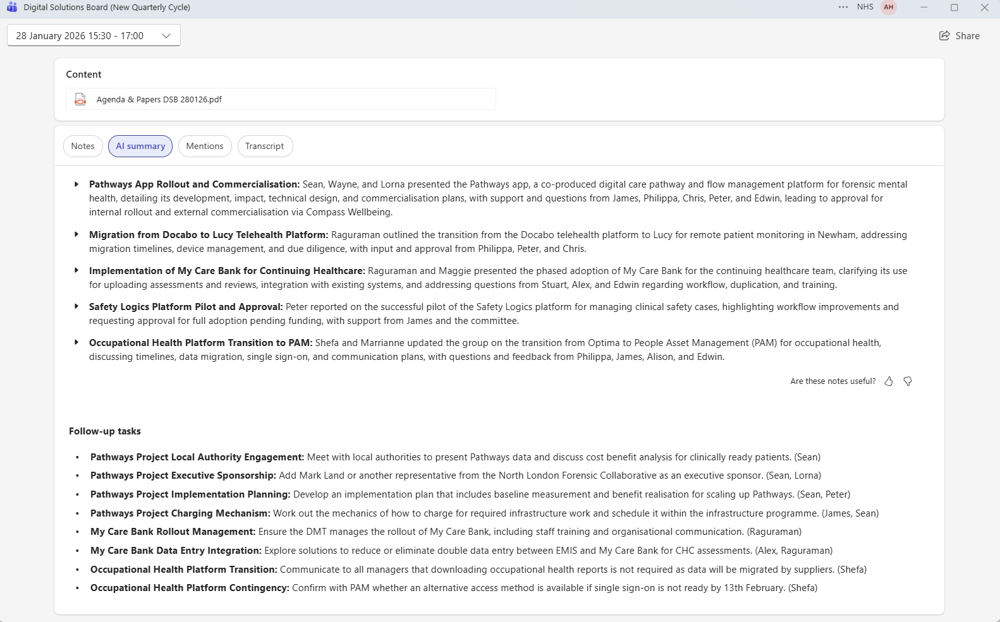 Digital Solutions Board (New Quarterly Cycle)
··· NHS AH
28 January 2026 15:30 - 17:00
Share
Content
Agenda & Papers DSB 280126.pdf
Notes AI summary Mentions Transcript
Pathways App Rollout and Commercialisation: Sean, Wayne, and Lorna presented the Pathways app, a co-produced digital care pathway and flow management platform for forensic mental
health, detailing its development, impact, technical design, and commercialisation plans, with support and questions from James, Philippa, Chris, Peter, and Edwin, leading to approval for
internal rollout and external commercialisation via Compass Wellbeing.
Migration from Docabo to Lucy Telehealth Platform: Raguraman outlined the transition from the Docabo telehealth platform to Lucy for remote patient monitoring in Newham, addressing
migration timelines, device management, and due diligence, with input and approval from Philippa, Peter, and Chris.
Implementation of My Care Bank for Continuing Healthcare: Raguraman and Maggie presented the phased adoption of My Care Bank for the continuing healthcare team, clarifying its use
for uploading assessments and reviews, integration with existing systems, and addressing questions from Stuart, Alex, and Edwin regarding workflow, duplication, and training.
Safety Logics Platform Pilot and Approval: Peter reported on the successful pilot of the Safety Logics platform for managing clinical safety cases, highlighting workflow improvements and
requesting approval for full adoption pending funding, with support from James and the committee.
Occupational Health Platform Transition to PAM: Shefa and Marrianne updated the group on the transition from Optima to People Asset Management (PAM) for occupational health,
discussing timelines, data migration, single sign-on, and communication plans, with questions and feedback from Philippa, James, Alison, and Edwin.
Are these notes useful?
Follow-up tasks
• Pathways Project Local Authority Engagement: Meet with local authorities to present Pathways data and discuss cost benefit analysis for clinically ready patients. (Sean)
• Pathways Project Executive Sponsorship: Add Mark Land or another representative from the North London Forensic Collaborative as an executive sponsor. (Sean, Lorna)
• Pathways Project Implementation Planning: Develop an implementation plan that includes baseline measurement and benefit realisation for scaling up Pathways. (Sean, Peter)
• Pathways Project Charging Mechanism: Work out the mechanics of how to charge for required infrastructure work and schedule it within the infrastructure programme. (James, Sean)
• My Care Bank Rollout Management: Ensure the DMT manages the rollout of My Care Bank, including staff training and organisational communication. (Raguraman)
• My Care Bank Data Entry Integration: Explore solutions to reduce or eliminate double data entry between EMIS and My Care Bank for CHC assessments. (Alex, Raguraman)
• Occupational Health Platform Transition: Communicate to all managers that downloading occupational health reports is not required as data will be migrated by suppliers. (Shefa)
• Occupational Health Platform Contingency: Confirm with PAM whether an alternative access method is available if single sign-on is not ready by 13th February. (Shefa)